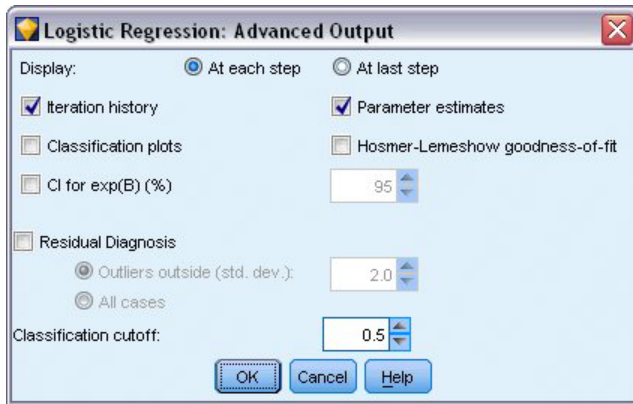 Logistic Regression: Advanced Output
Display: At each step At last step
Iteration history Parameter estimates
Classification plots Hosmer-Lemeshow goodness-of-fit
CI for exp(B) (%) 95
Residual Diagnosis
Outliers outside (std. dev.): 2.0
All cases
Classification cutoff: 0.5
OK Cancel Help